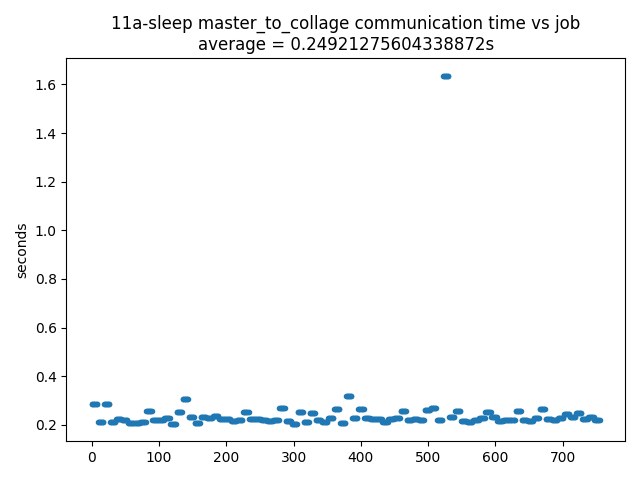 11a-sleep master_to_collage communication time vs job
average = 0.24921275604338872s
1.6
1.4
1.2
1.0
0.8
0.6
0.4
0.2
seconds
0 100 200 300 400 500 600 700